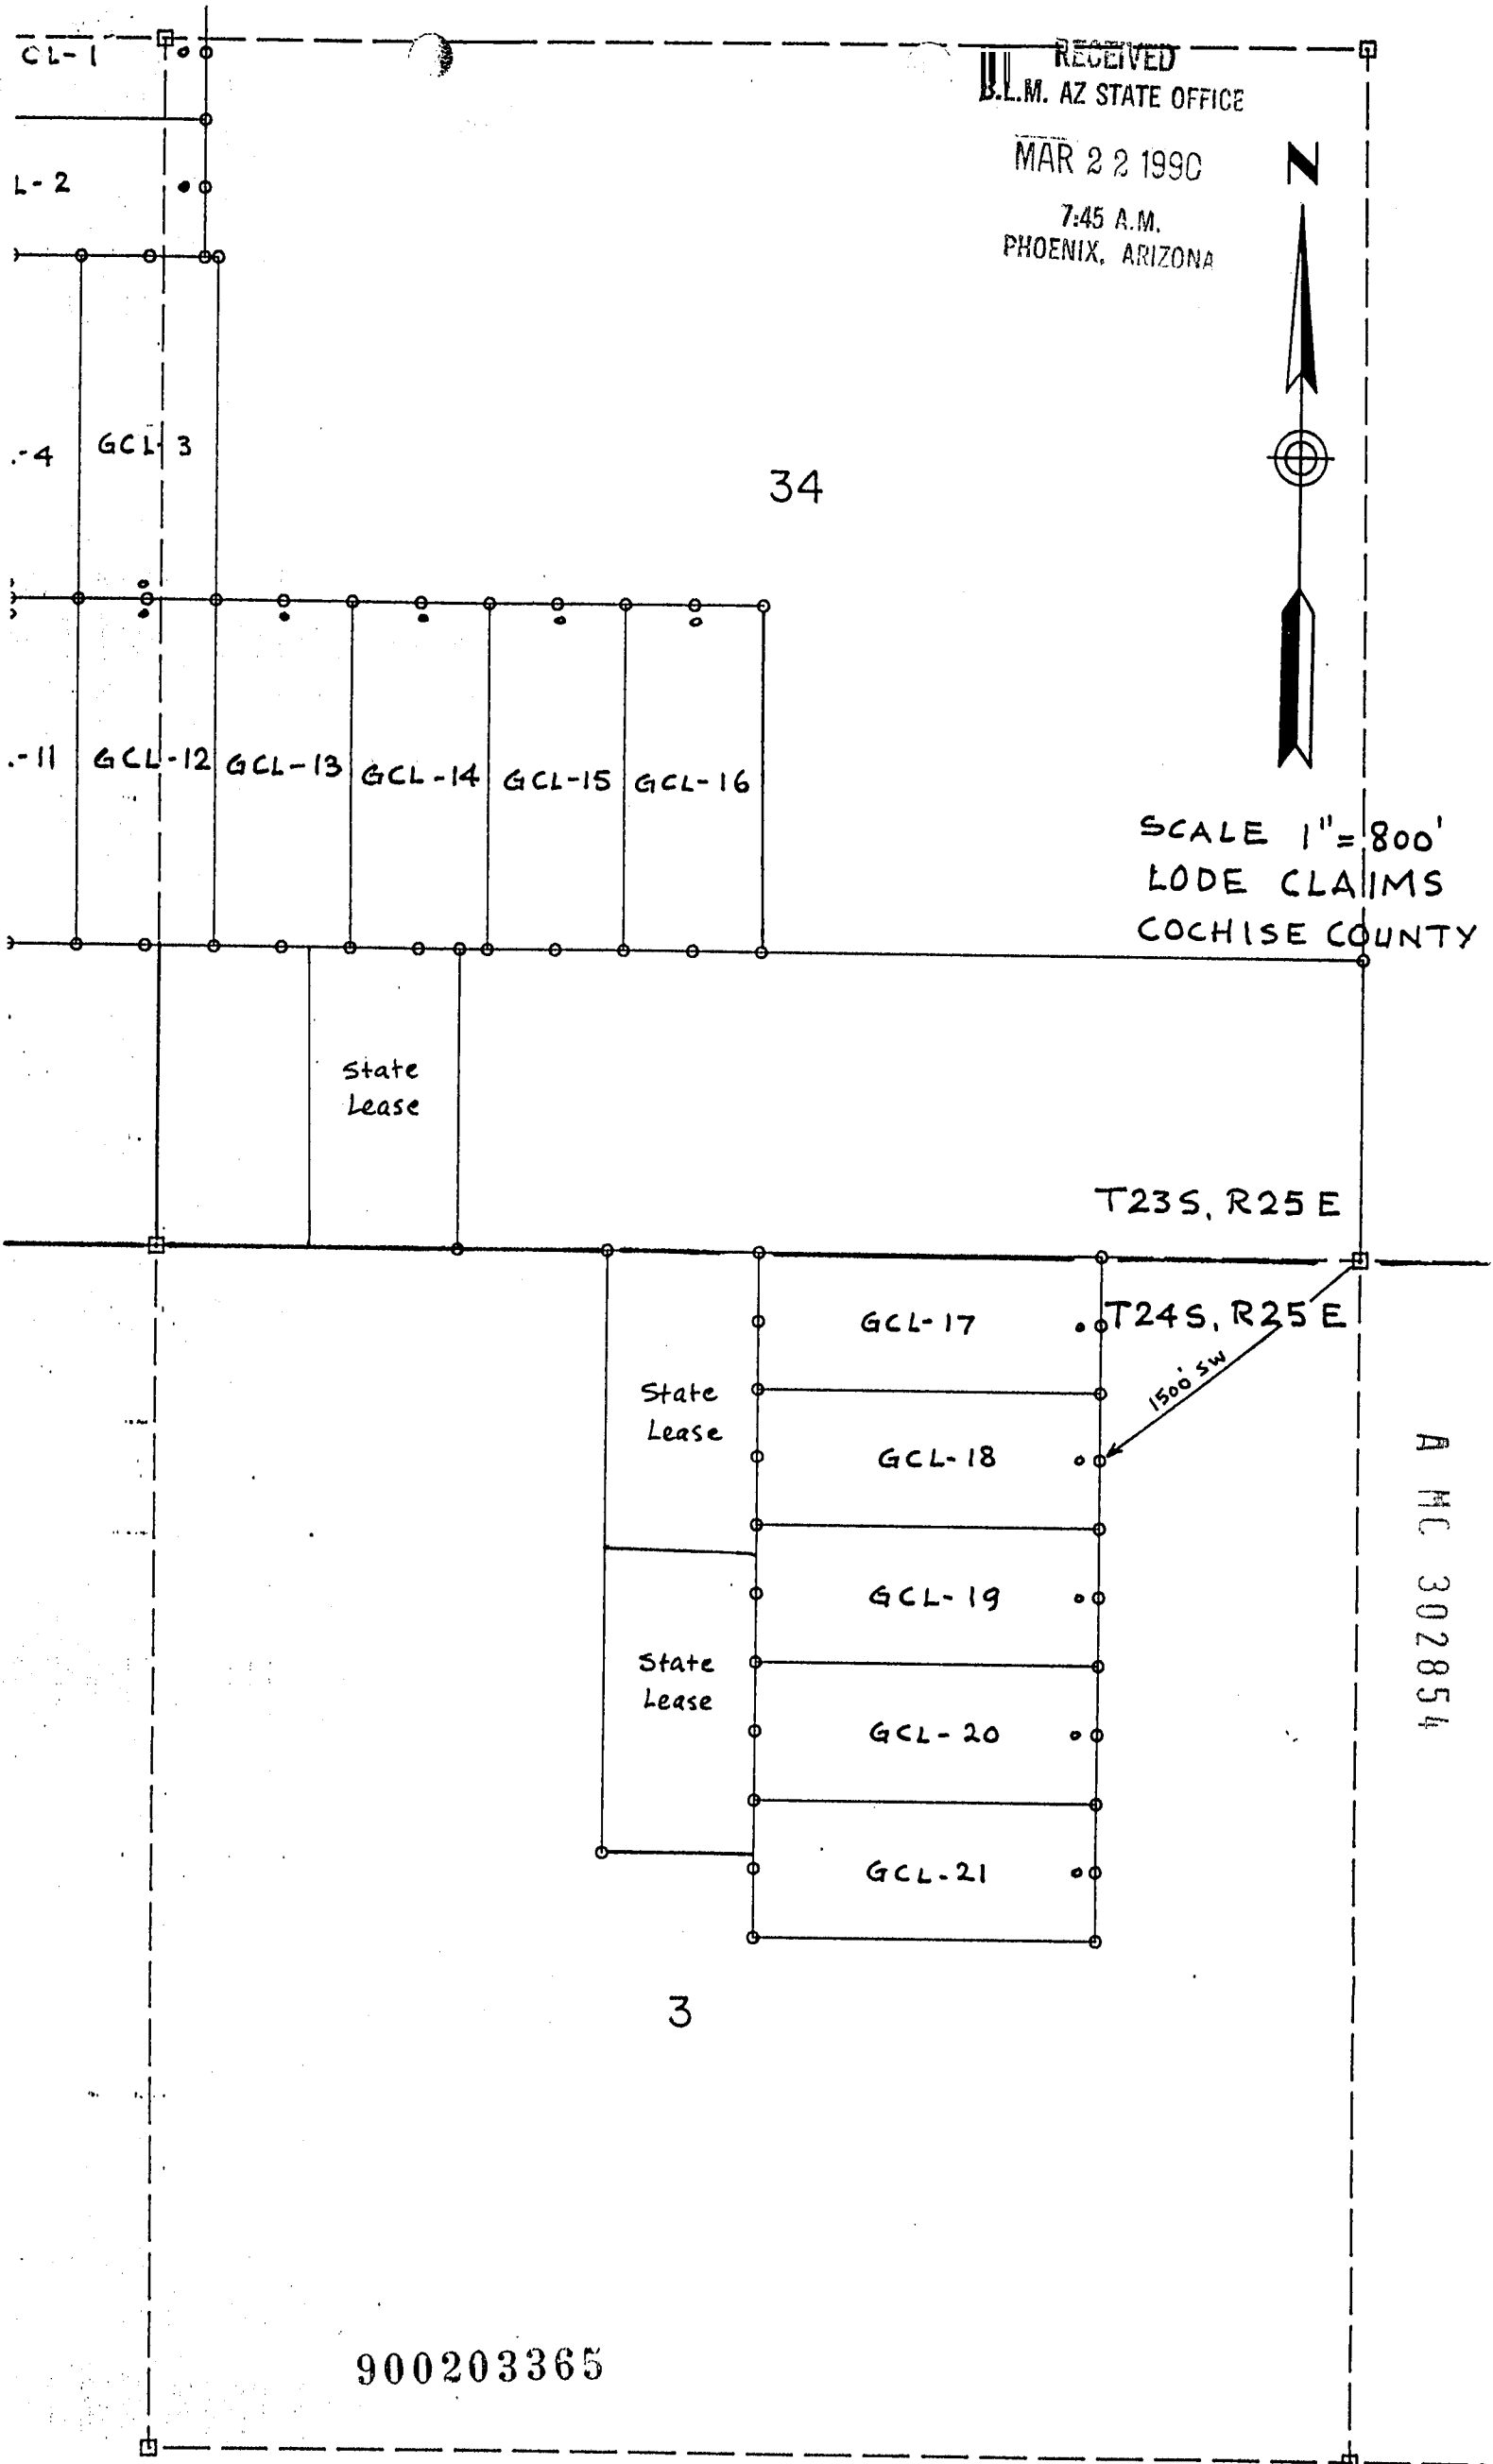 CL-1
RECEIVED
B.L.M. AZ STATE OFFICE
MAR 22 1990
7:45 A.M.
PHOENIX, ARIZONA
N
L-2
.-4
GCL-3
34
.-11
GCL-12
GCL-13
GCL-14
GCL-15
GCL-16
SCALE 1"=800'
LODE CLAIMS
COCHISE COUNTY
State
Lease
T23S, R25E
T24S, R25E
GCL-17
1500' SW
State
Lease
GCL-18
GCL-19
State
Lease
GCL-20
GCL-21
A MC 302854
3
900203365